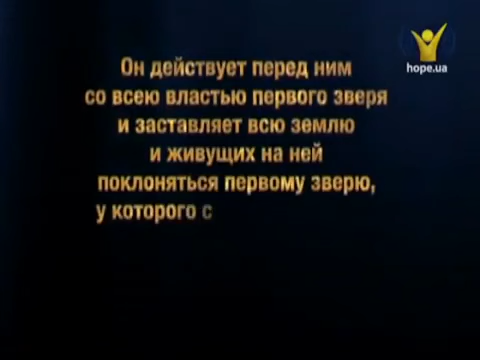 hope.ua
Он действует перед ним
со всею властью первого зверя
и заставляет всю землю
и живущих на ней
поклоняться первому зверю,
у которого с